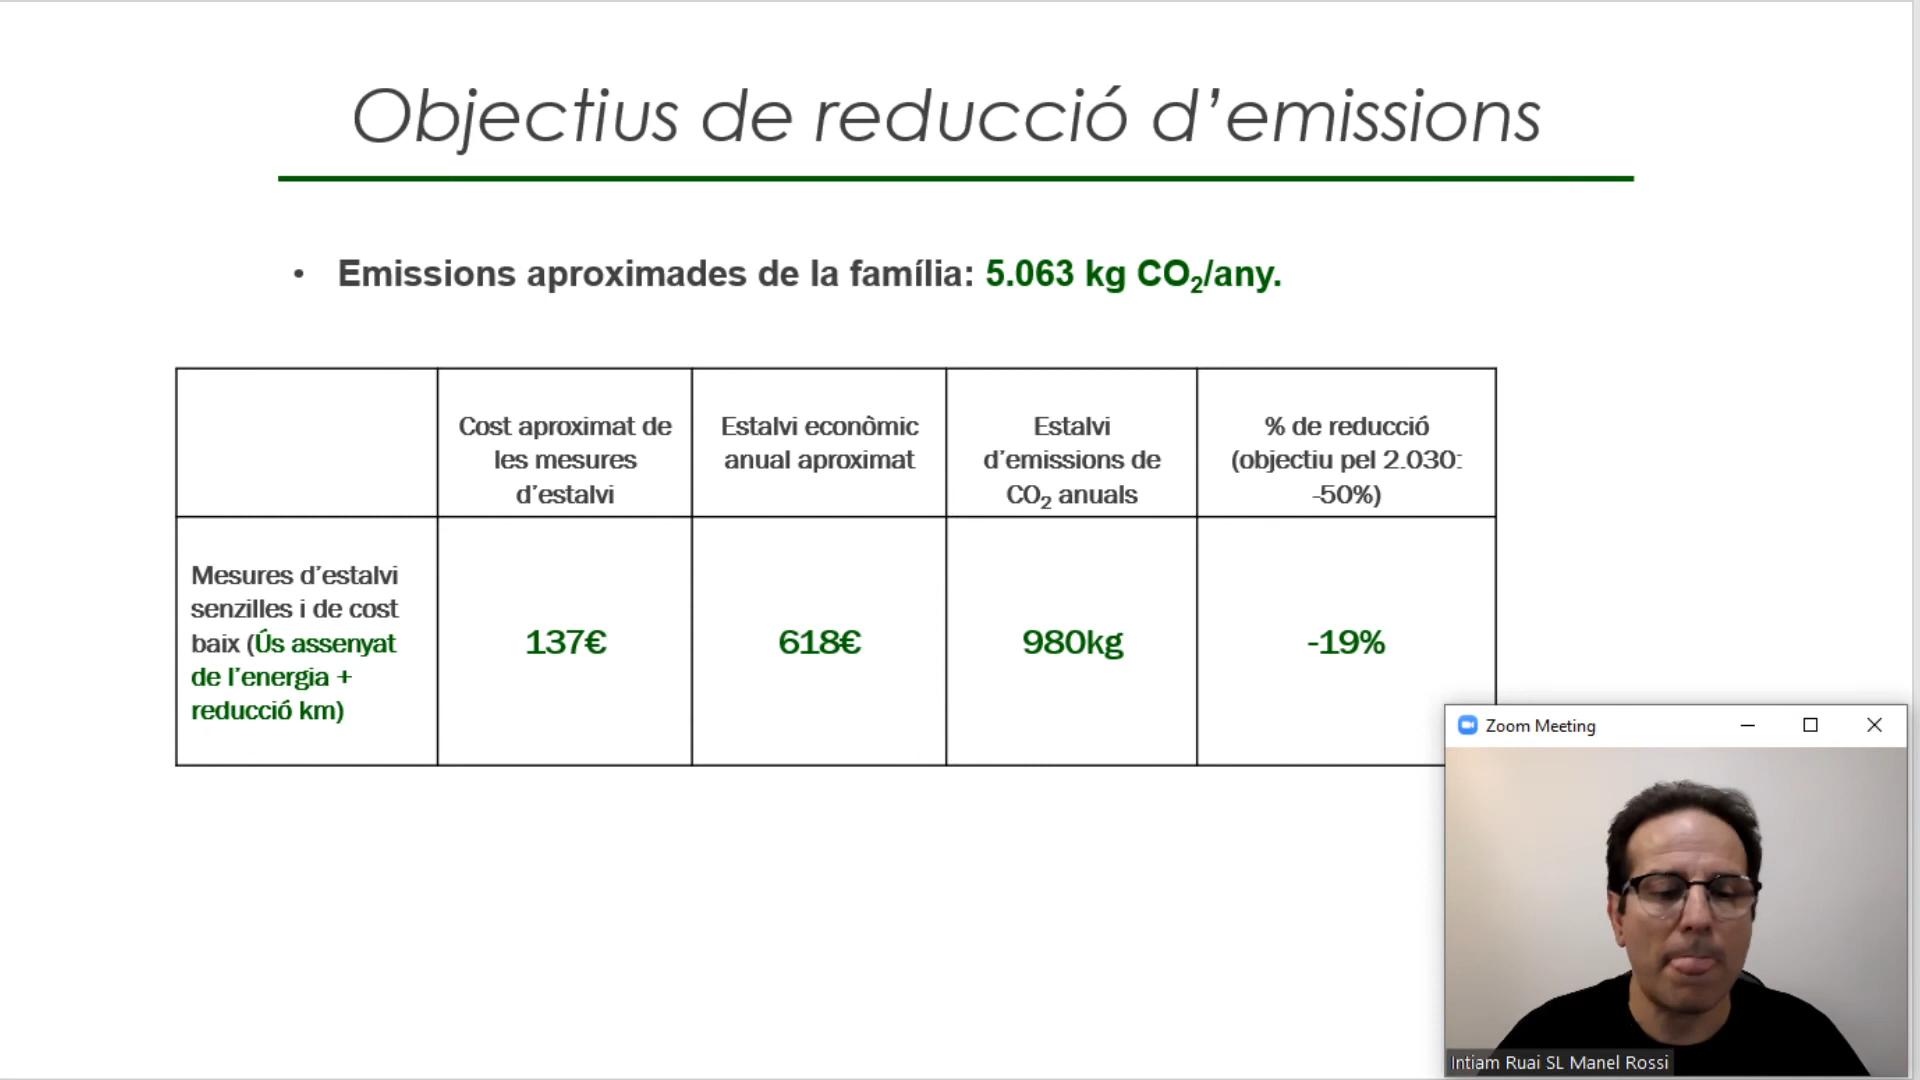 Objectius de reducció d’emissions
• Emissions aproximades de la família: 5.063 kg CO₂/any.
Cost aproximat de
les mesures
d’estalvi
Estalvi econòmic
anual aproximat
Estalvi
d’emissions de
CO₂ anuals
% de reducció
(objectiu pel 2.030:
-50%)
Mesures d’estalvi
senzilles i de cost
baix (Ús assenyat
de l’energia +
reducció km)
137€
618€
980kg
-19%
Zoom Meeting
Intiam Ruai SL Manel Rossi